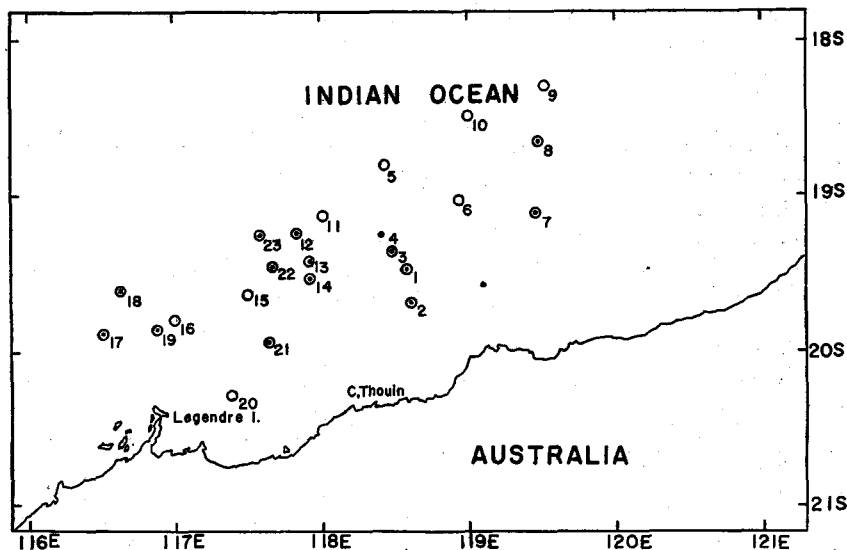 18S
INDIAN OCEAN
9
10
8
5
19S
6
7
11
4
23
12
3
13
1
22
14
18
15
2
16
17
19
21
20S
C,Thouin
20
Legendre I.
AUSTRALIA
21S
116E 117E 118E 119E 120E 121E